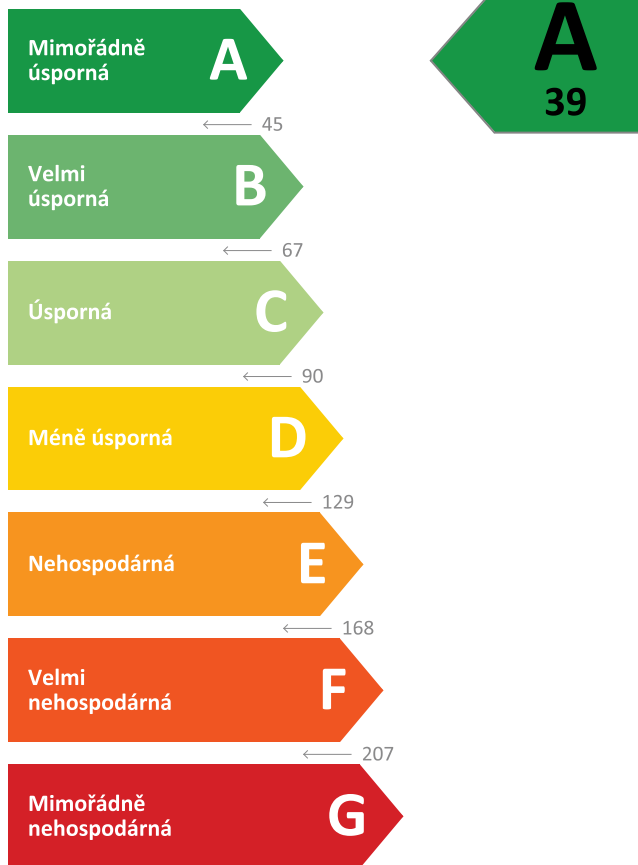 Mimořádně
úsporná
A
A
39
45
Velmi
úsporná
B
67
Úsporná
C
90
Méně úsporná
D
129
Nehospodárná
E
168
Velmi
nehospodárná
F
207
Mimořádně
nehospodárná
G